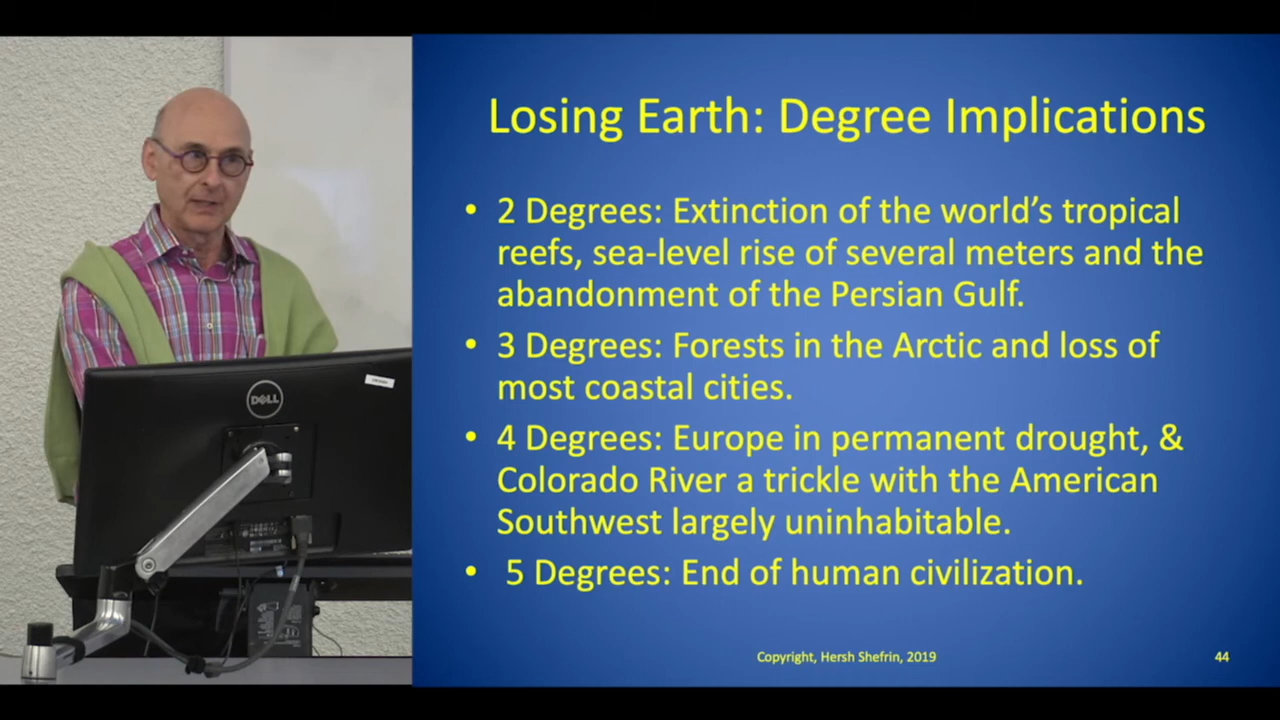 Losing Earth: Degree Implications
• 2 Degrees: Extinction of the world's tropical
reefs, sea-level rise of several meters and the
abandonment of the Persian Gulf.
• 3 Degrees: Forests in the Arctic and loss of
most coastal cities.
• 4 Degrees: Europe in permanent drought, &
Colorado River a trickle with the American
Southwest largely uninhabitable.
• 5 Degrees: End of human civilization.
Copyright, Hersh Shefrin, 2019
44
DELL